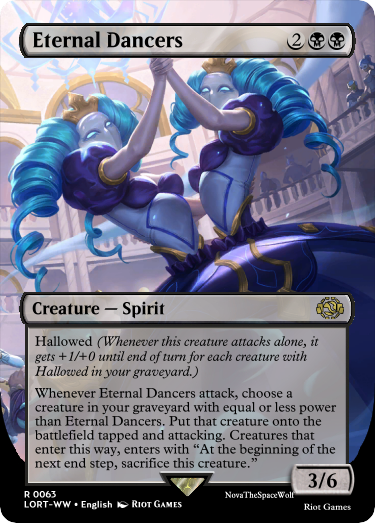 Eternal Dancers 2
Creature — Spirit
Hallowed (Whenever this creature attacks alone, it
gets +1/+0 until end of turn for each creature with
Hallowed in your graveyard.)
Whenever Eternal Dancers attack, choose a
creature in your graveyard with equal or less power
than Eternal Dancers. Put that creature onto the
battlefield tapped and attacking. Creatures that
enter this way, enters with “At the beginning of the
next end step, sacrifice this creature.”
3/6
R 0063
LORT-WW • English Riot Games
NovaTheSpaceWolf
Riot Games